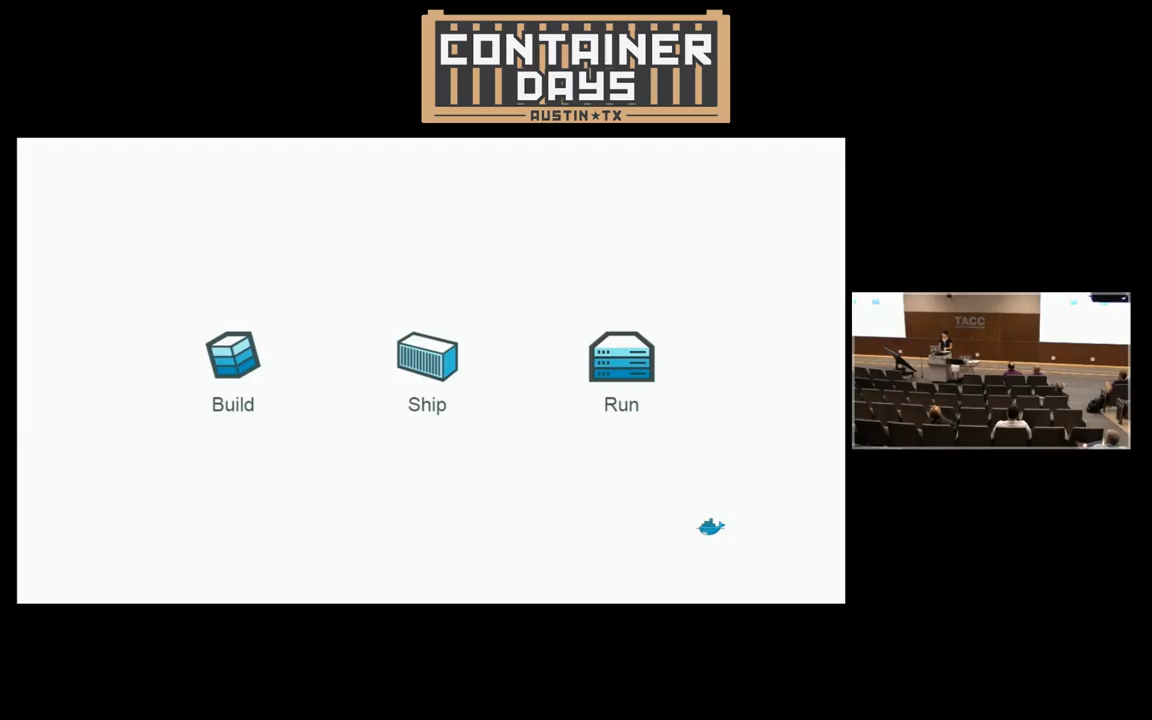 CONTAINER
DAYS
AUSTIN★TX
Build
Ship
Run
TACC